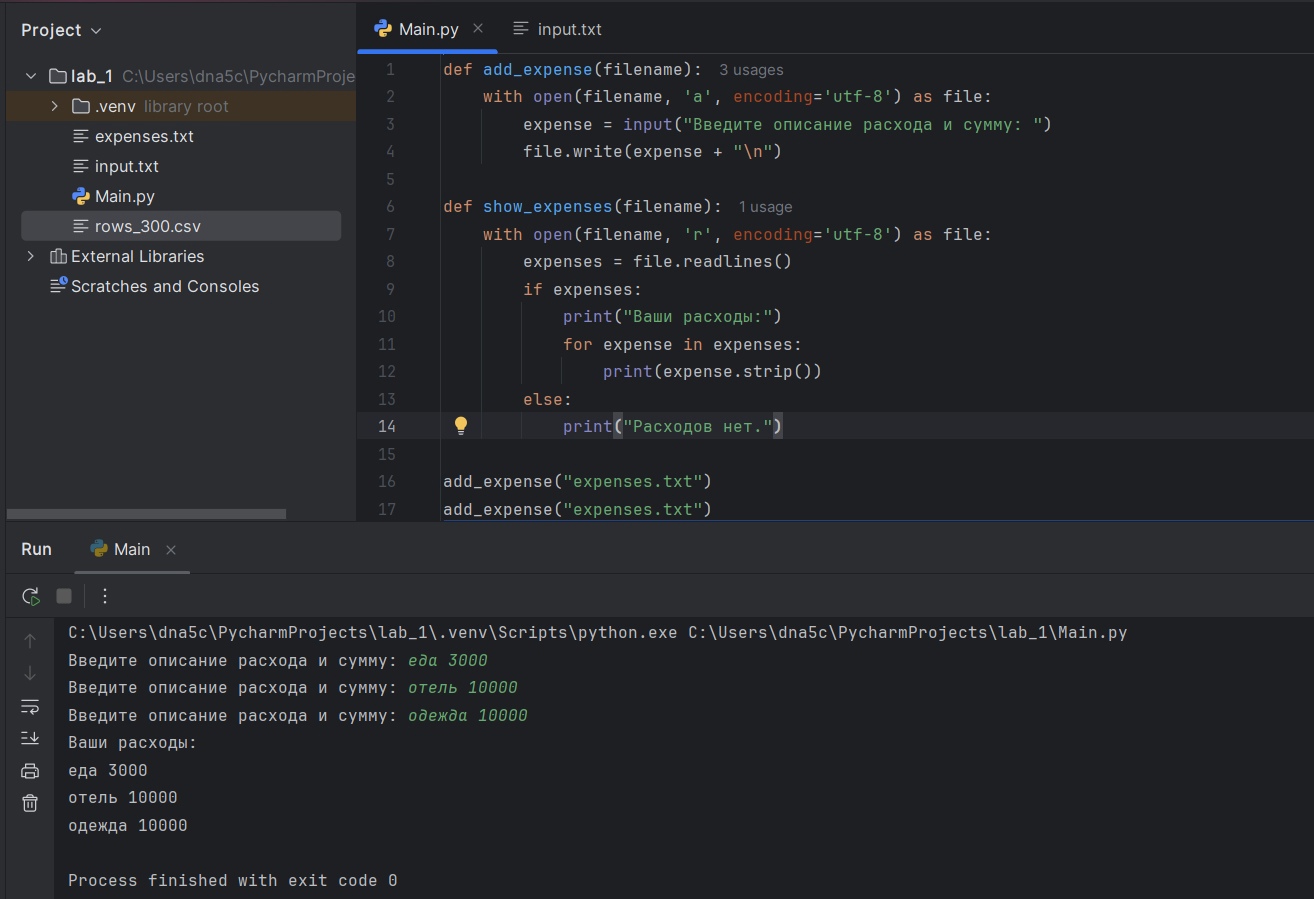 Project
lab_1 C:\Users\dna5c\PycharmProje
.venv library root
expenses.txt
input.txt
Main.py
rows_300.csv
External Libraries
Scratches and Consoles
Main.py
input.txt
1 def add_expense(filename): 3 usages
2 with open(filename, 'a', encoding='utf-8') as file:
3 expense = input("Введите описание расхода и сумму: ")
4 file.write(expense + "\n")
5
6 def show_expenses(filename): 1 usage
7 with open(filename, 'r', encoding='utf-8') as file:
8 expenses = file.readlines()
9 if expenses:
10 print("Ваши расходы:")
11 for expense in expenses:
12 print(expense.strip())
13 else:
14 print("Расходов нет.")
15
16 add_expense("expenses.txt")
17 add_expense("expenses.txt")
Run Main
C:\Users\dna5c\PycharmProjects\lab_1\.venv\Scripts\python.exe C:\Users\dna5c\PycharmProjects\lab_1\Main.py
Введите описание расхода и сумму: еда 3000
Введите описание расхода и сумму: отель 10000
Введите описание расхода и сумму: одежда 10000
Ваши расходы:
еда 3000
отель 10000
одежда 10000
Process finished with exit code 0